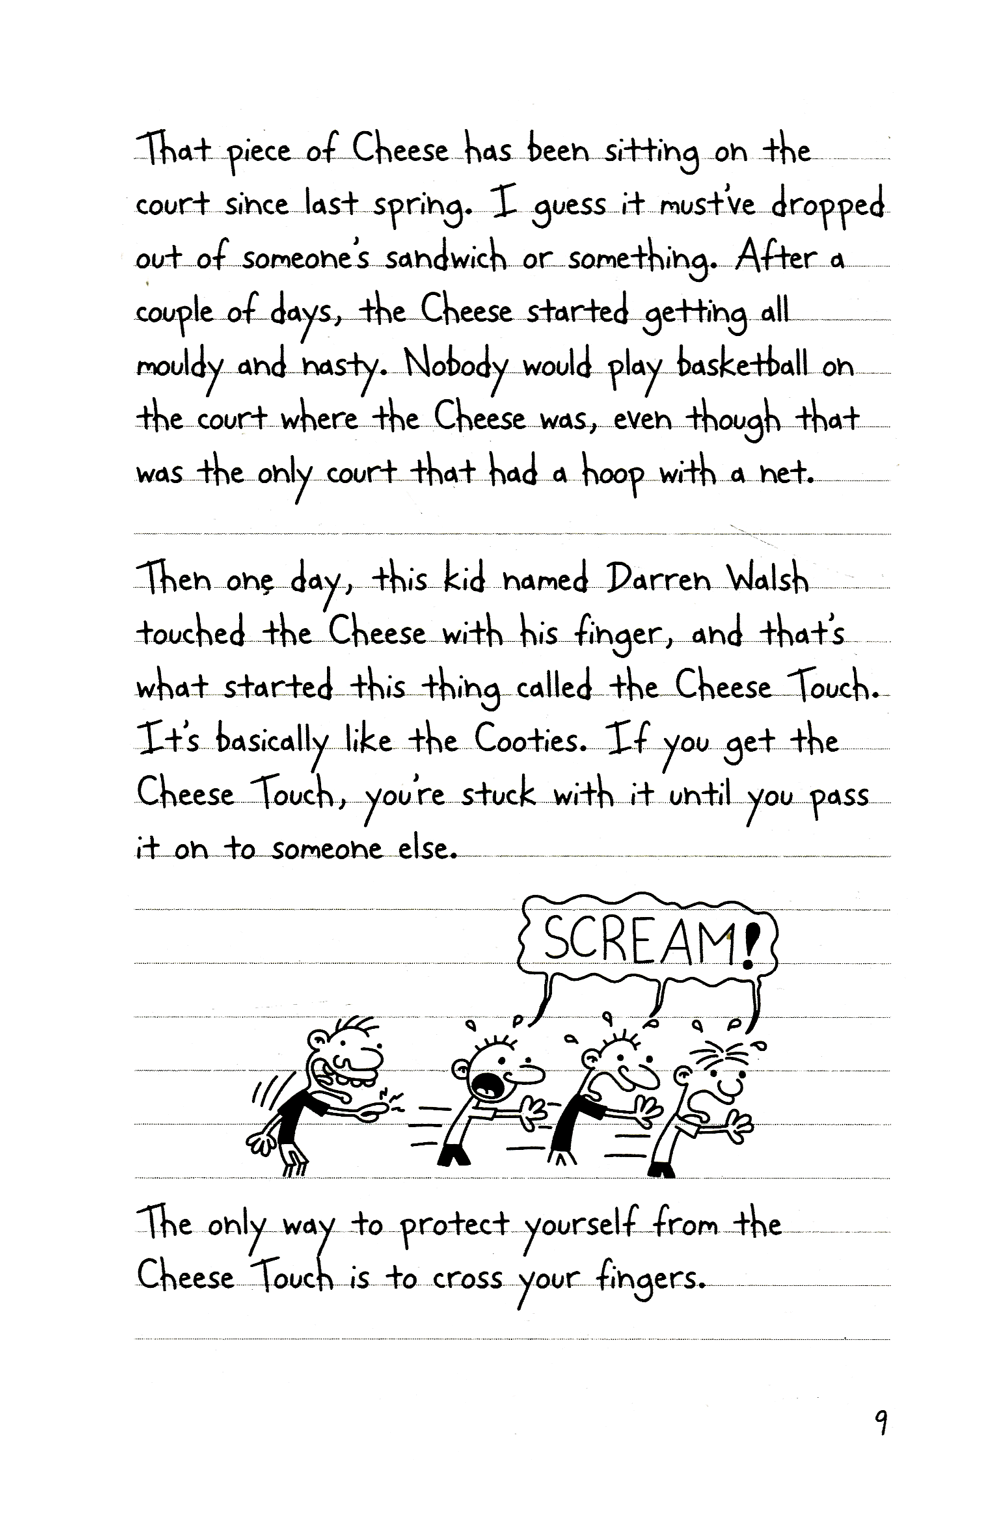 That piece of Cheese has been sitting on the
court since last spring. I guess it must've dropped
out of someone's sandwich or something. After a
couple of days, the Cheese started getting all
mouldy and nasty. Nobody would play basketball on
the court where the Cheese was, even though that
was the only court that had a hoop with a net.
Then one day, this kid named Darren Walsh
touched the Cheese with his finger, and that's
what started this thing called the Cheese Touch.
It's basically like the Cooties. If you get the
Cheese Touch, you're stuck with it until you pass
it on to someone else.
SCREAM!
The only way to protect yourself from the
Cheese Touch is to cross your fingers.
9